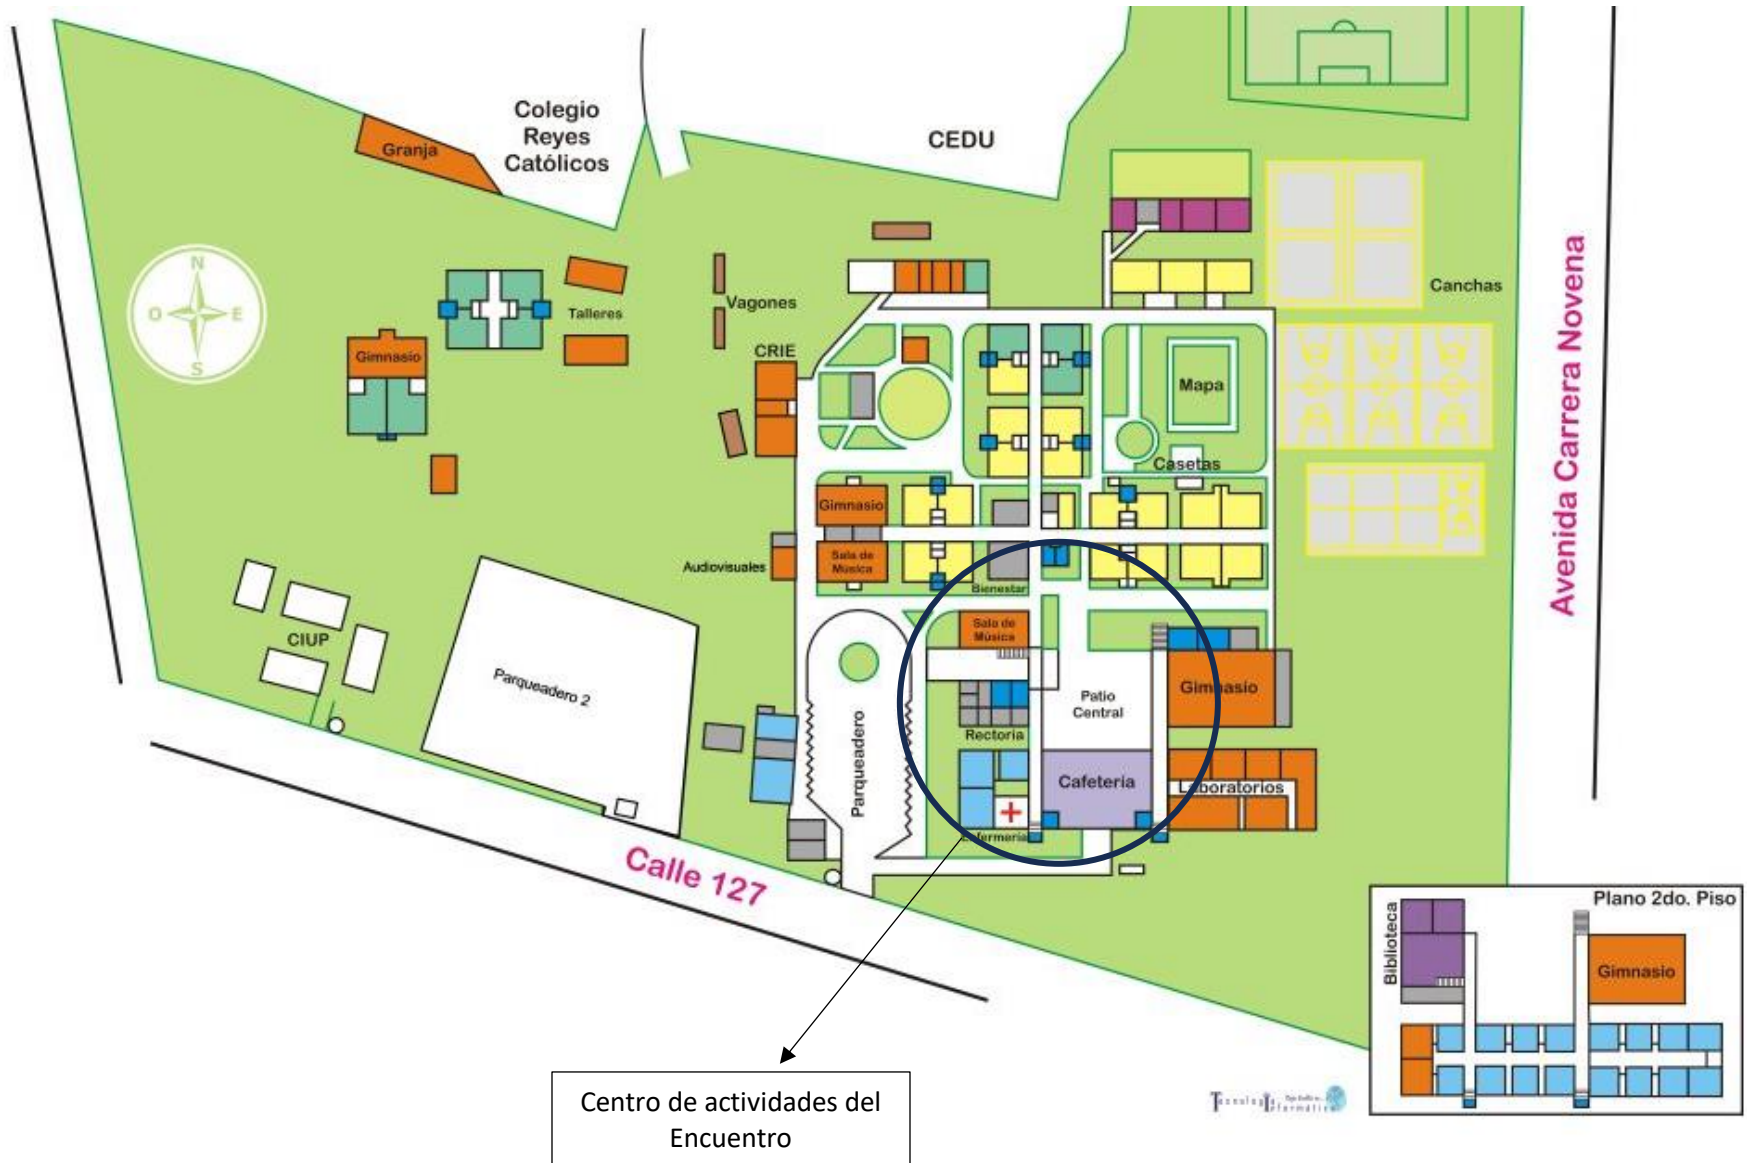 Colegio
Reyes
Católicos
CEDU
Granja
N
O
E
S
Talleres
Vagones
Gimnasio
CRIE
Mapa
Canchas
Casetas
Gimnasio
Sala de
Música
Audiovisuales
Bienestar
Sala de
Música
CIUP
Parqueadero 2
Parqueadero
Patio
Central
Gimnasio
Rectoría
Cafetería
Laboratorios
Enfermería
Calle 127
Avenida Carrera Novena
Plano 2do. Piso
Biblioteca
Gimnasio
Centro de actividades del
Encuentro